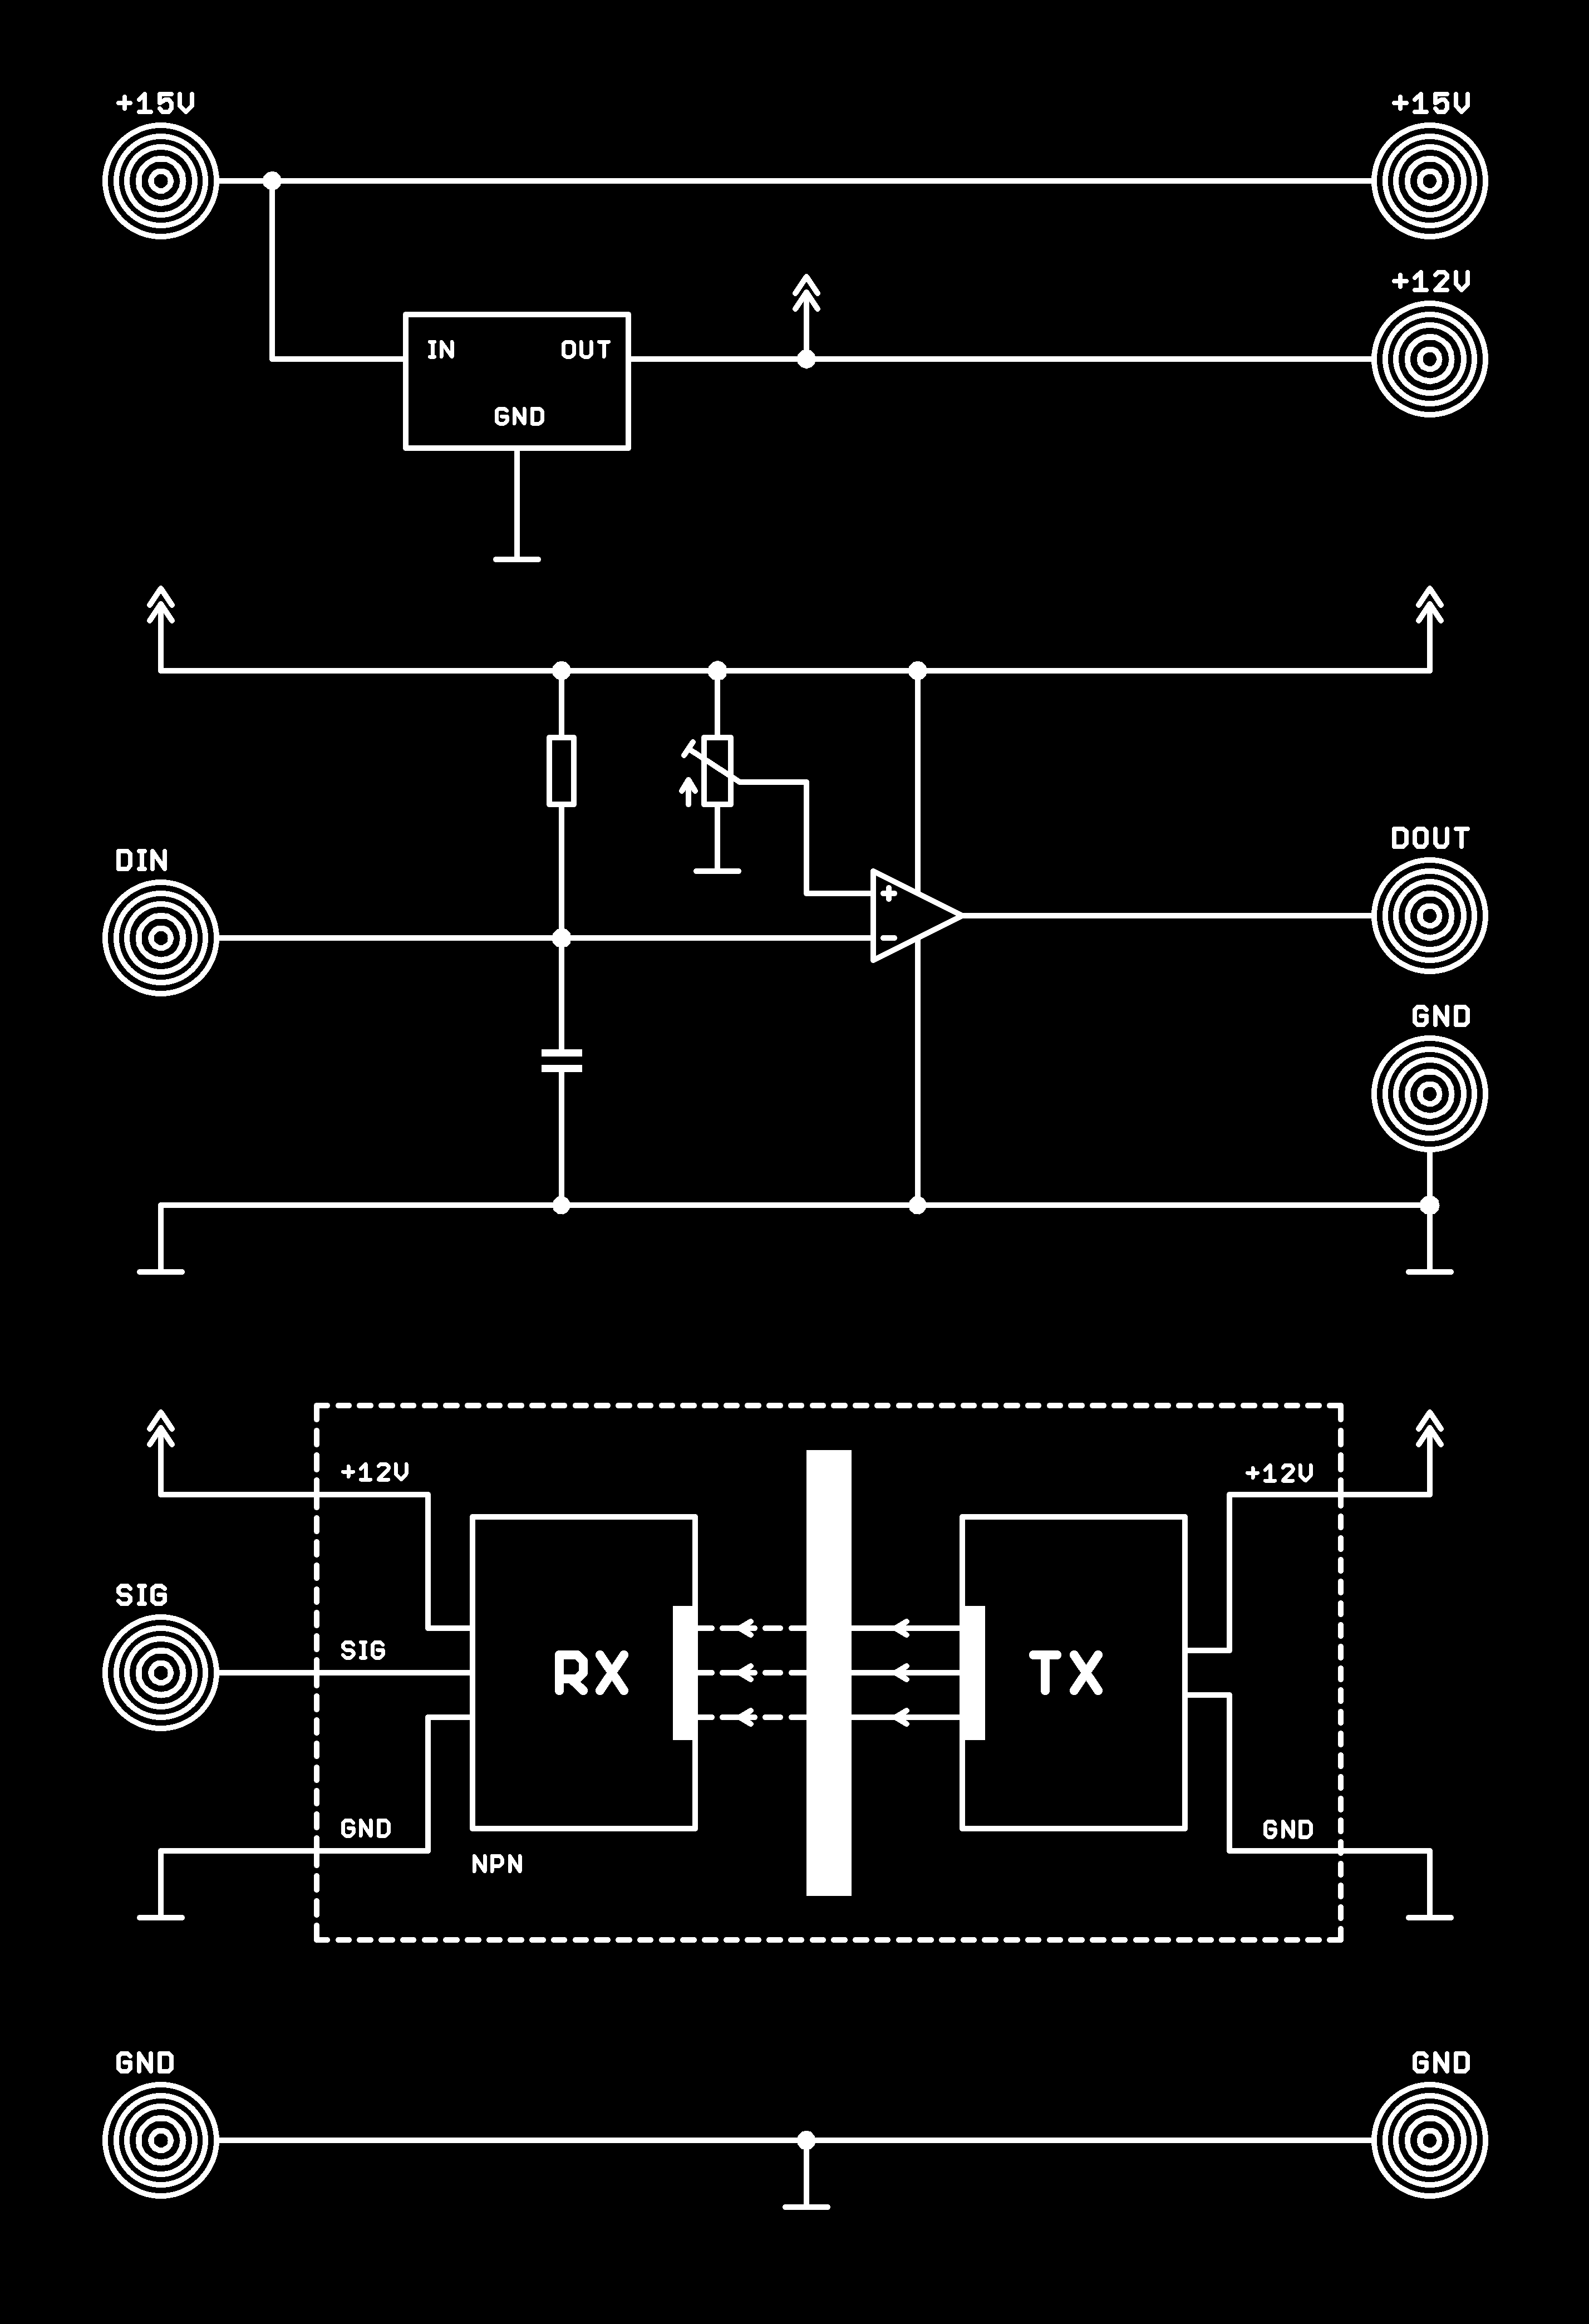 +15V
+15V
+12V
IN
OUT
GND
+
-
DIN
DOUT
GND
+12V
+12V
SIG
SIG
RX
TX
GND
GND
NPN
GND
GND